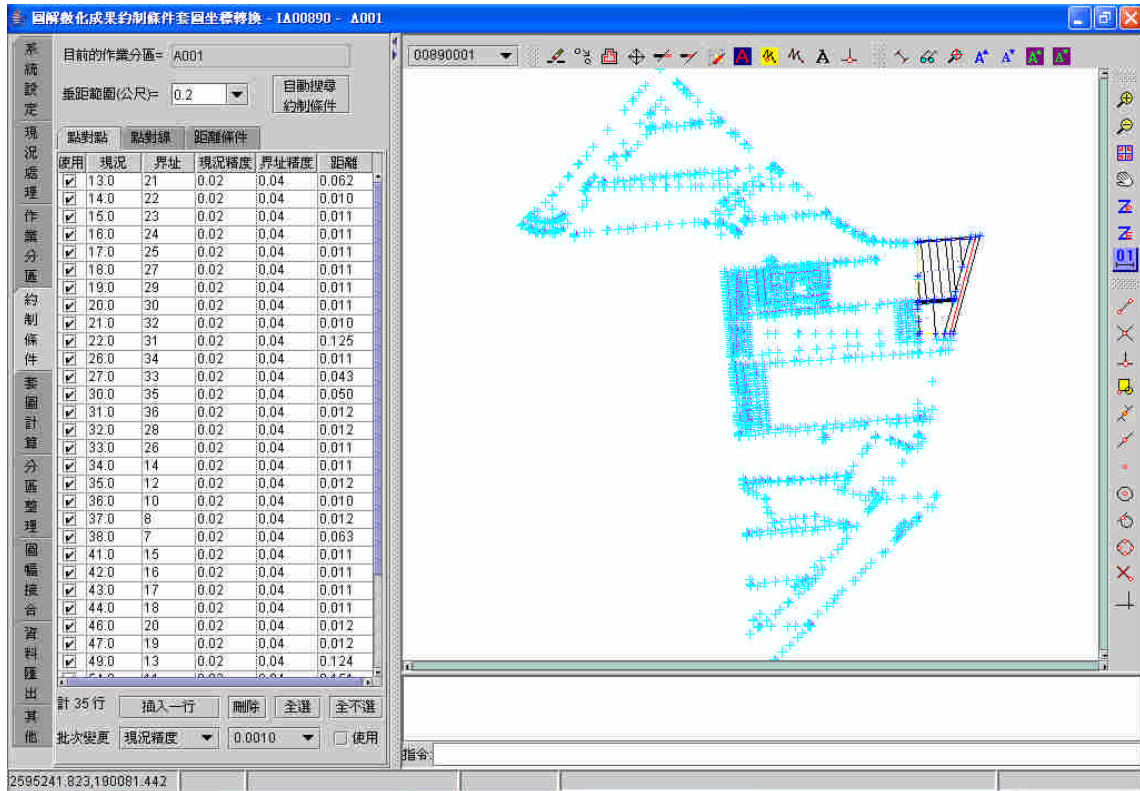 圖解數化成果約制條件套圖坐標轉換 - IA00890 - A001
系統設定
現況處理
作業分區
約制條件
套圖計算
分區整理
圖幅接合
資料匯出
其他
目前的作業分區= A001
垂距範圍(公尺)= 0.2
自動搜尋
約制條件
點對點 點對線 距離條件
使用 現況 界址 現況精度 界址精度 距離
13.0 21 0.02 0.04 0.062
14.0 22 0.02 0.04 0.010
15.0 23 0.02 0.04 0.011
16.0 24 0.02 0.04 0.011
17.0 25 0.02 0.04 0.011
18.0 27 0.02 0.04 0.011
19.0 29 0.02 0.04 0.011
20.0 30 0.02 0.04 0.011
21.0 32 0.02 0.04 0.010
22.0 31 0.02 0.04 0.125
26.0 34 0.02 0.04 0.011
27.0 33 0.02 0.04 0.043
30.0 35 0.02 0.04 0.050
31.0 36 0.02 0.04 0.012
32.0 28 0.02 0.04 0.012
33.0 26 0.02 0.04 0.011
34.0 14 0.02 0.04 0.011
35.0 12 0.02 0.04 0.012
36.0 10 0.02 0.04 0.010
37.0 8 0.02 0.04 0.012
38.0 7 0.02 0.04 0.063
41.0 15 0.02 0.04 0.011
42.0 16 0.02 0.04 0.011
43.0 17 0.02 0.04 0.011
44.0 18 0.02 0.04 0.011
46.0 20 0.02 0.04 0.012
47.0 19 0.02 0.04 0.012
49.0 13 0.02 0.04 0.124
計 35 行 插入一行 刪除 全選 全不選
批次變更 現況精度 0.0010 使用
00890001
A A A A A A
01
指令:
2595241.823,190081.442